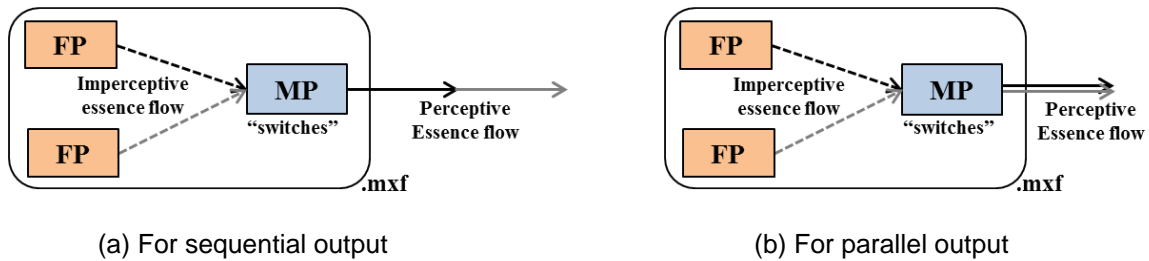 FP
Imperceptive
essence flow
FP
MP
"switches"
Perceptive
Essence flow
.mxf
(a) For sequential output
FP
Imperceptive
essence flow
FP
MP
"switches"
Perceptive
Essence flow
.mxf
(b) For parallel output